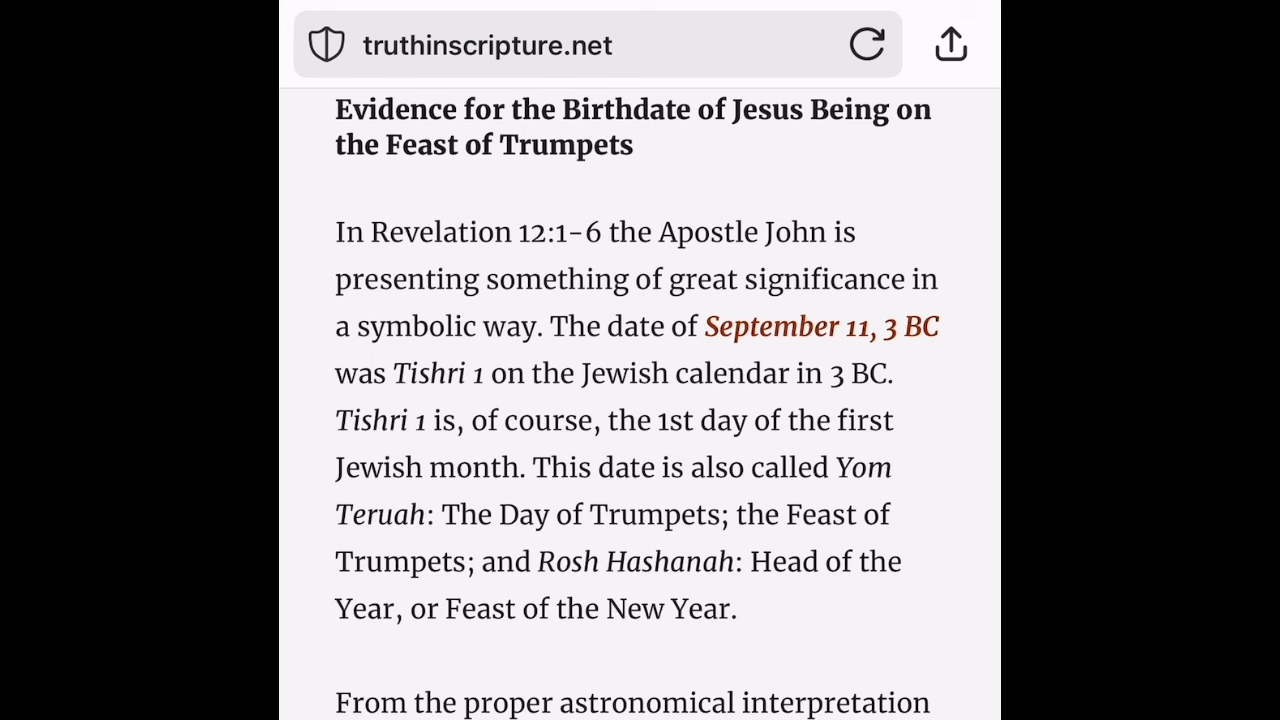 truthinscripture.net
Evidence for the Birthdate of Jesus Being on
the Feast of Trumpets
In Revelation 12:1-6 the Apostle John is
presenting something of great significance in
a symbolic way. The date of September 11, 3 BC
was Tishri 1 on the Jewish calendar in 3 BC.
Tishri 1 is, of course, the 1st day of the first
Jewish month. This date is also called Yom
Teruah: The Day of Trumpets; the Feast of
Trumpets; and Rosh Hashanah: Head of the
Year, or Feast of the New Year.
From the proper astronomical interpretation